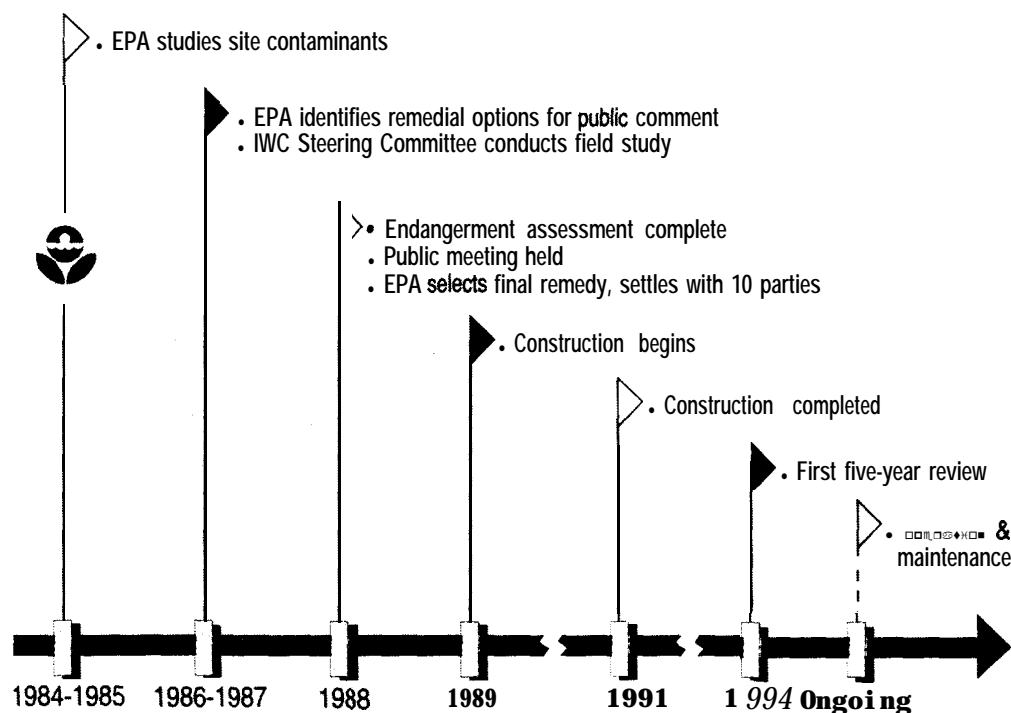 • EPA studies site contaminants
• EPA identifies remedial options for public comment
• IWC Steering Committee conducts field study
• Endangerment assessment complete
• Public meeting held
• EPA selects final remedy, settles with 10 parties
• Construction begins
• Construction completed
• First five-year review
• &
maintenance
1984-1985 1986-1987 1988 1989 1991 1994 Ongoing